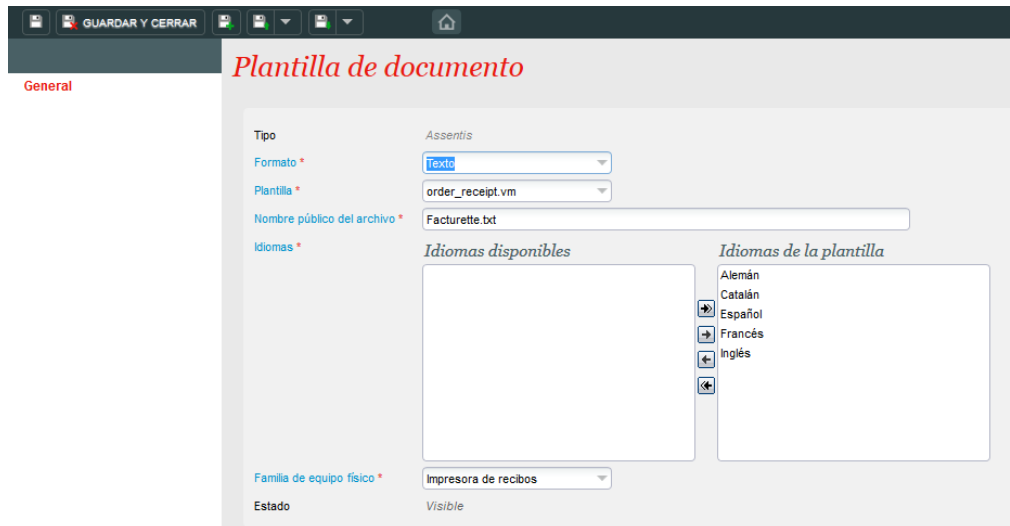 GUARDAR Y CERRAR
Plantilla de documento
General
Tipo Assentis
Formato * Texto
Plantilla * order_receipt.vm
Nombre público del archivo * Facturette.txt
Idiomas * Idiomas disponibles Idiomas de la plantilla
Alemán
Catalán
Español
Francés
Inglés
Familia de equipo físico * Impresora de recibos
Estado Visible